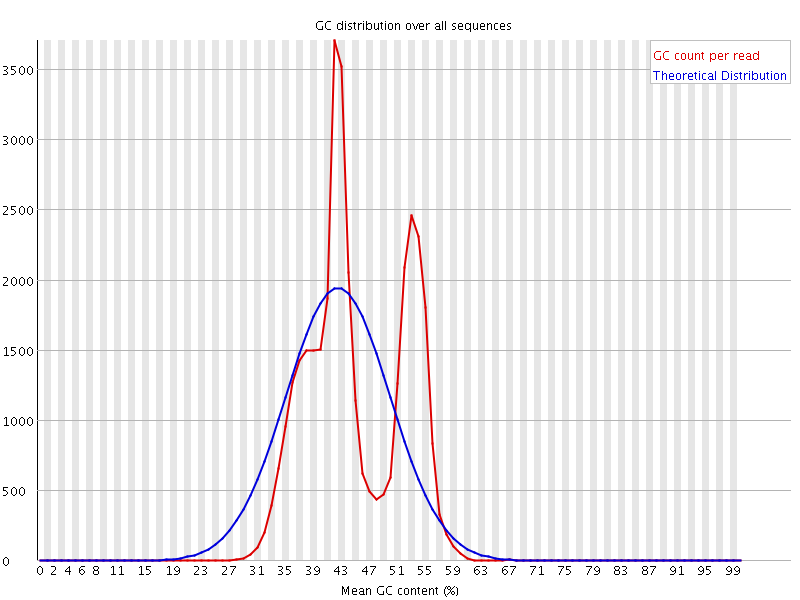 GC distribution over all sequences
GC count per read
Theoretical Distribution
3500
3000
2500
2000
1500
1000
500
0
0 2 4 6 8 11 15 19 23 27 31 35 39 43 47 51 55 59 63 67 71 75 79 83 87 91 95 99
Mean GC content (%)